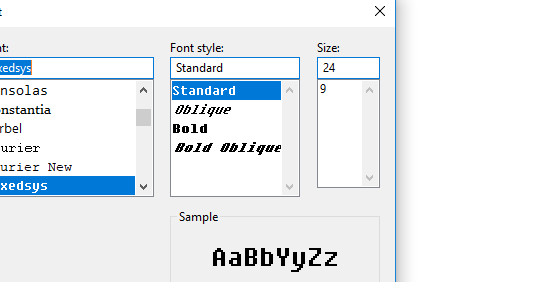 t
nt: Font style: Size:
xedsys Standard 24
nsolas
onstantia
rbel
urier
urier New
xedsys
Standard
Oblique
Bold
Bold Oblique
9
Sample
AaBbYyZz